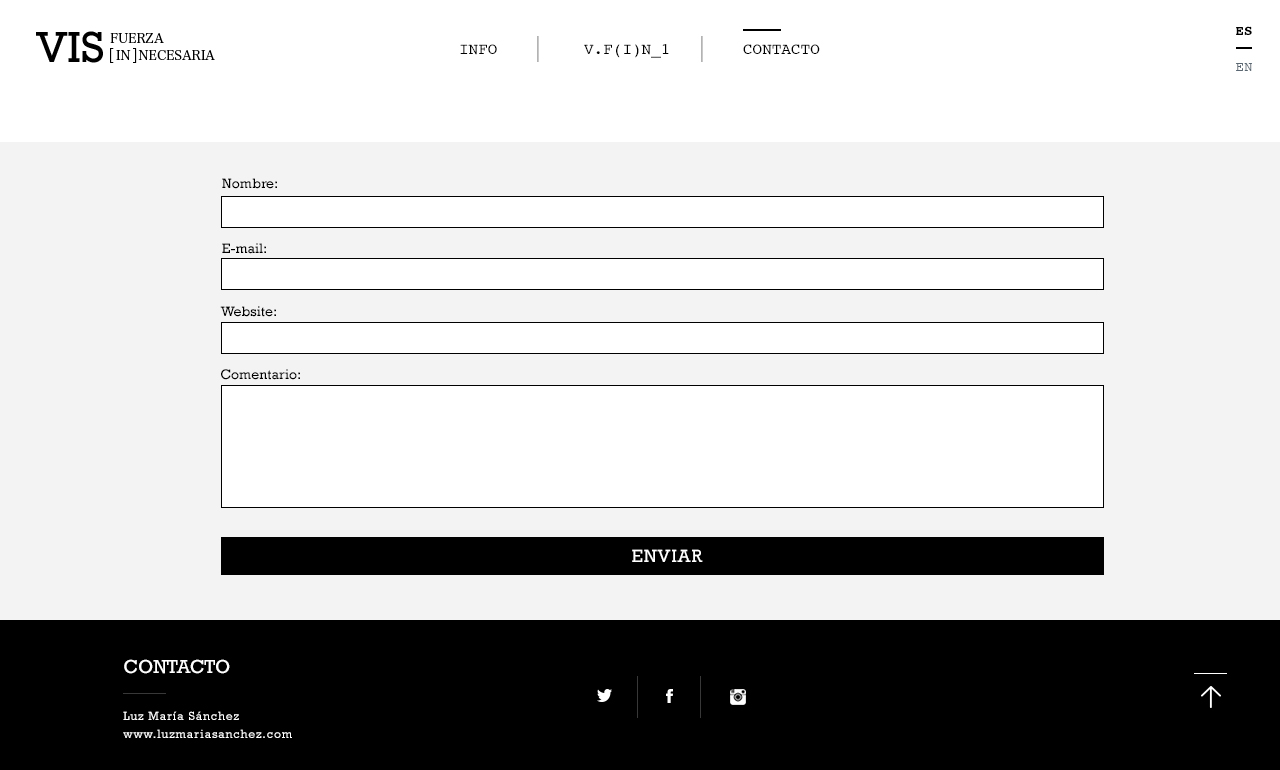 VIS FUERZA
[IN]NECESARIA
INFO
V.F(I)N_1
CONTACTO
ES
EN
Nombre:
E-mail:
Website:
Comentario:
ENVIAR
CONTACTO
Luz María Sánchez
www.luzmariasanchez.com